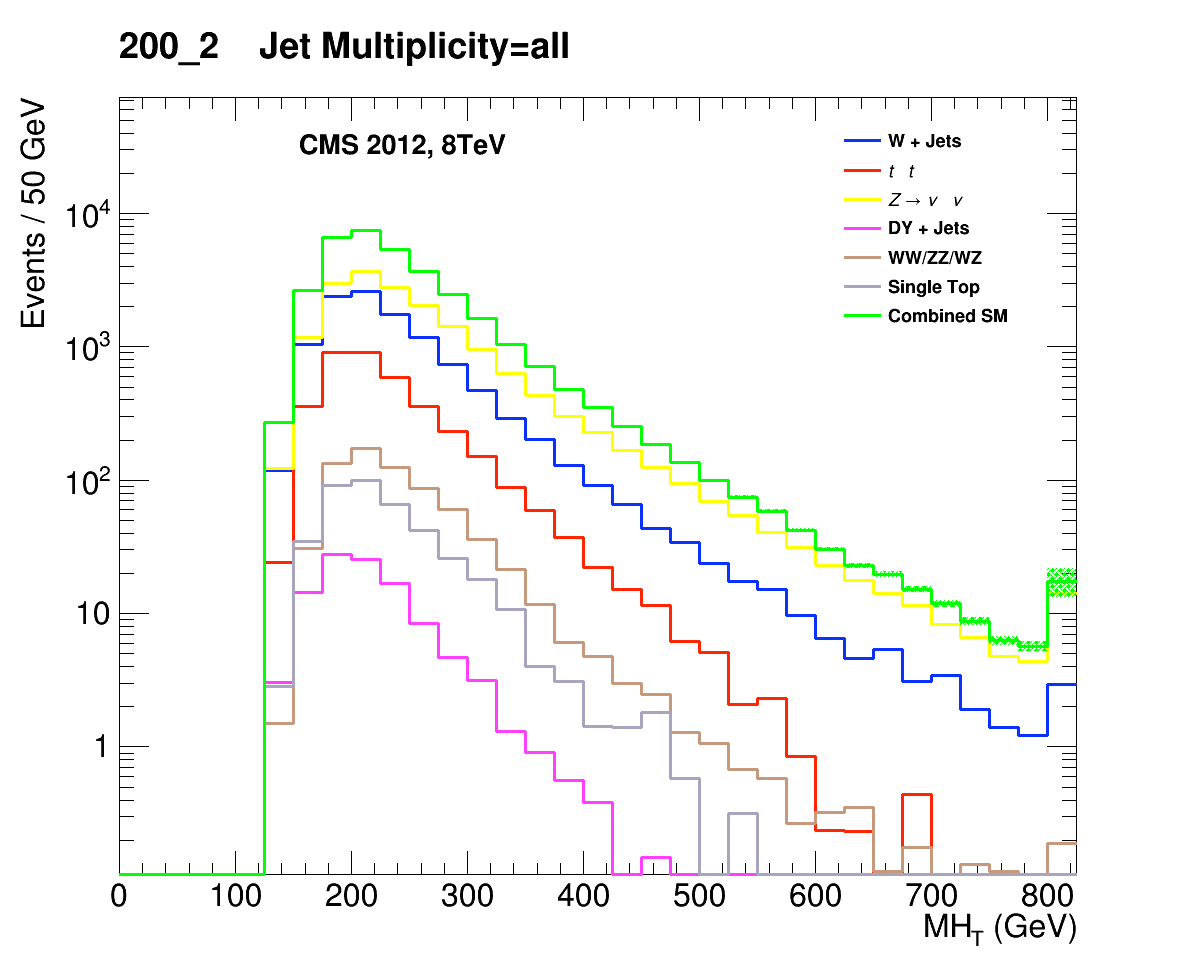 200_2 Jet Multiplicity=all
Events / 50 GeV
CMS 2012, 8TeV
W + Jets
t t
Z → ν ν
DY + Jets
WW/ZZ/WZ
Single Top
Combined SM
10^4
10^3
10^2
10
1
0 100 200 300 400 500 600 700 800
MH_T (GeV)